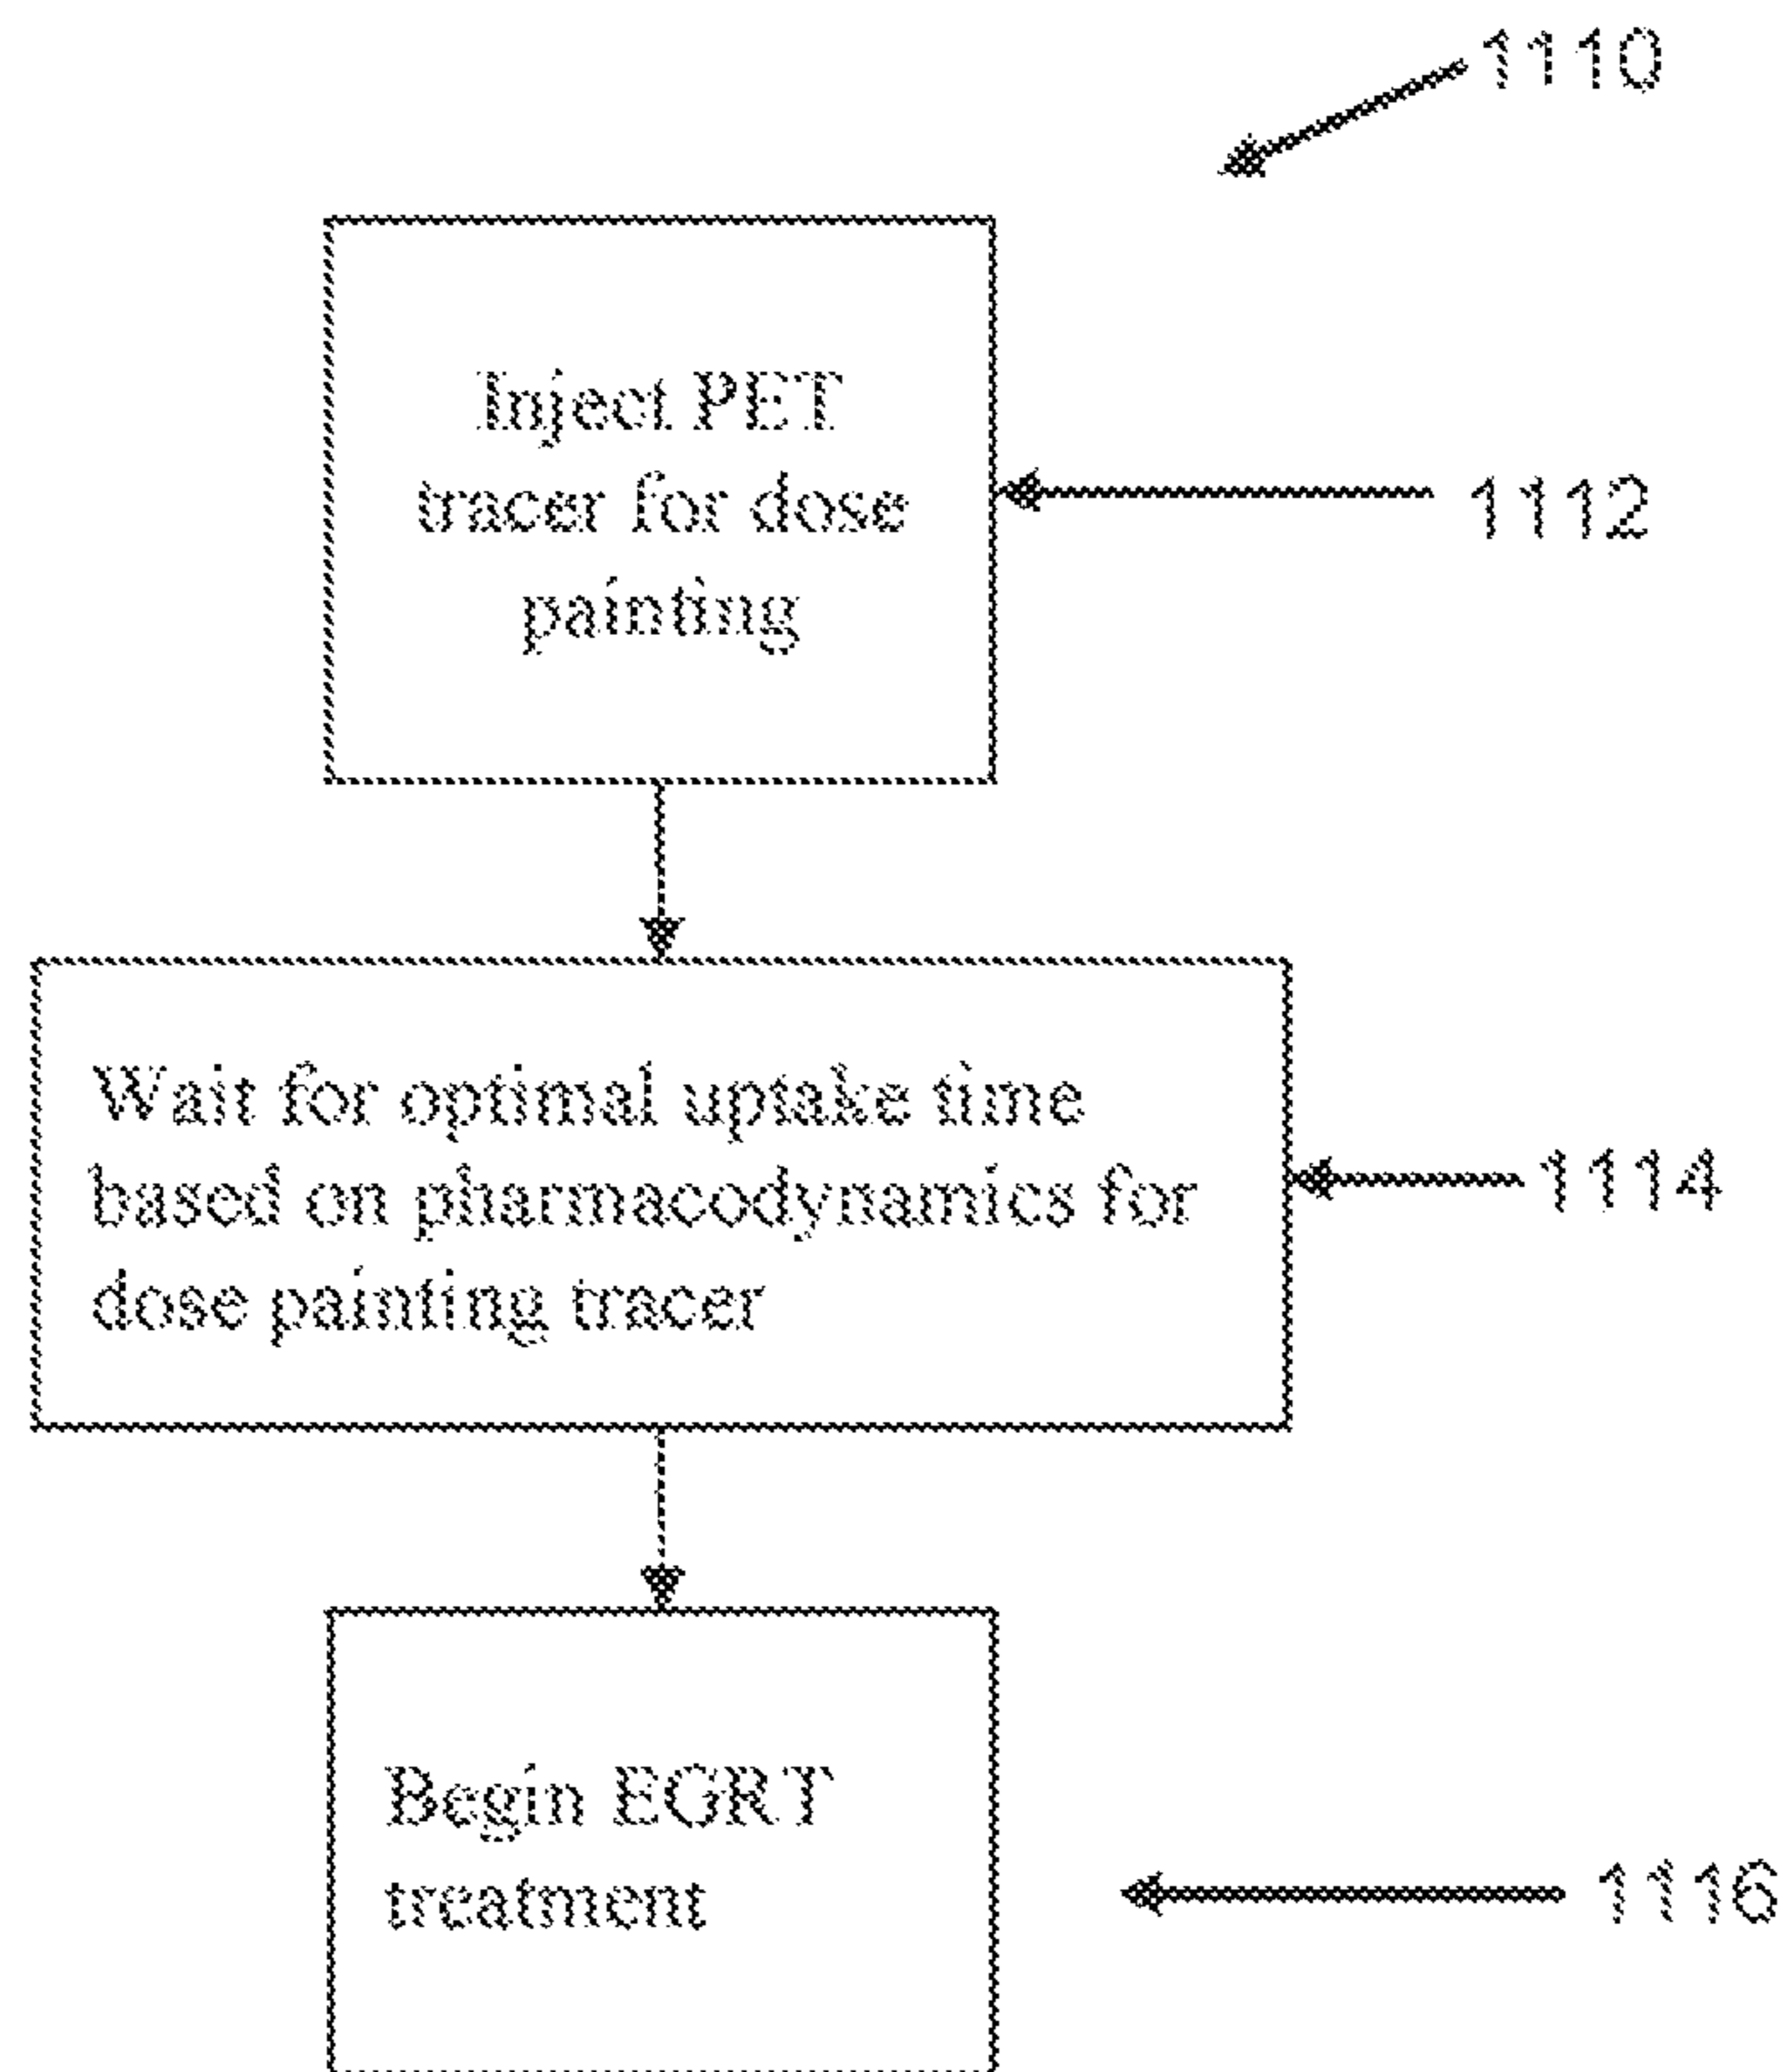 1110
Inject PET
tracer for dose
painting
1112
Wait for optimal uptake time
based on pharmacodynamics for
dose painting tracer
1114
Begin EGRT
treatment
1116